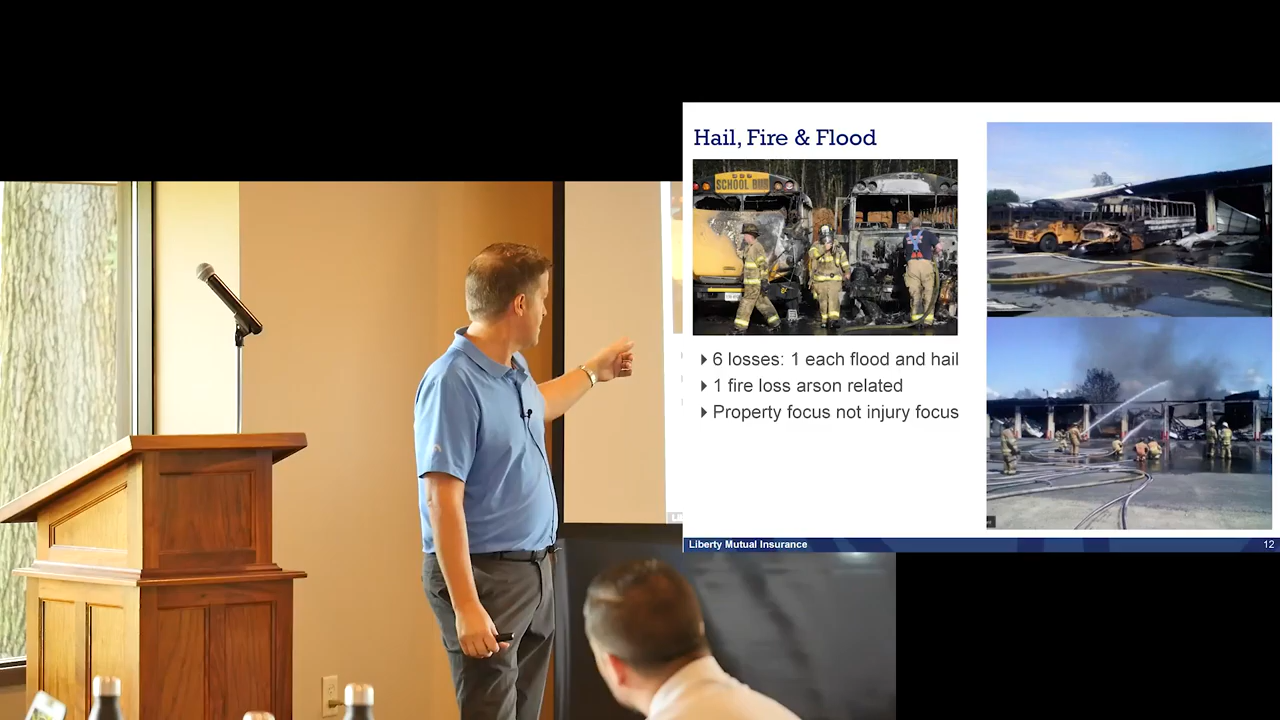 Hail, Fire & Flood
SCHOOL BUS
6 losses: 1 each flood and hail
1 fire loss arson related
Property focus not injury focus
Liberty Mutual Insurance
12